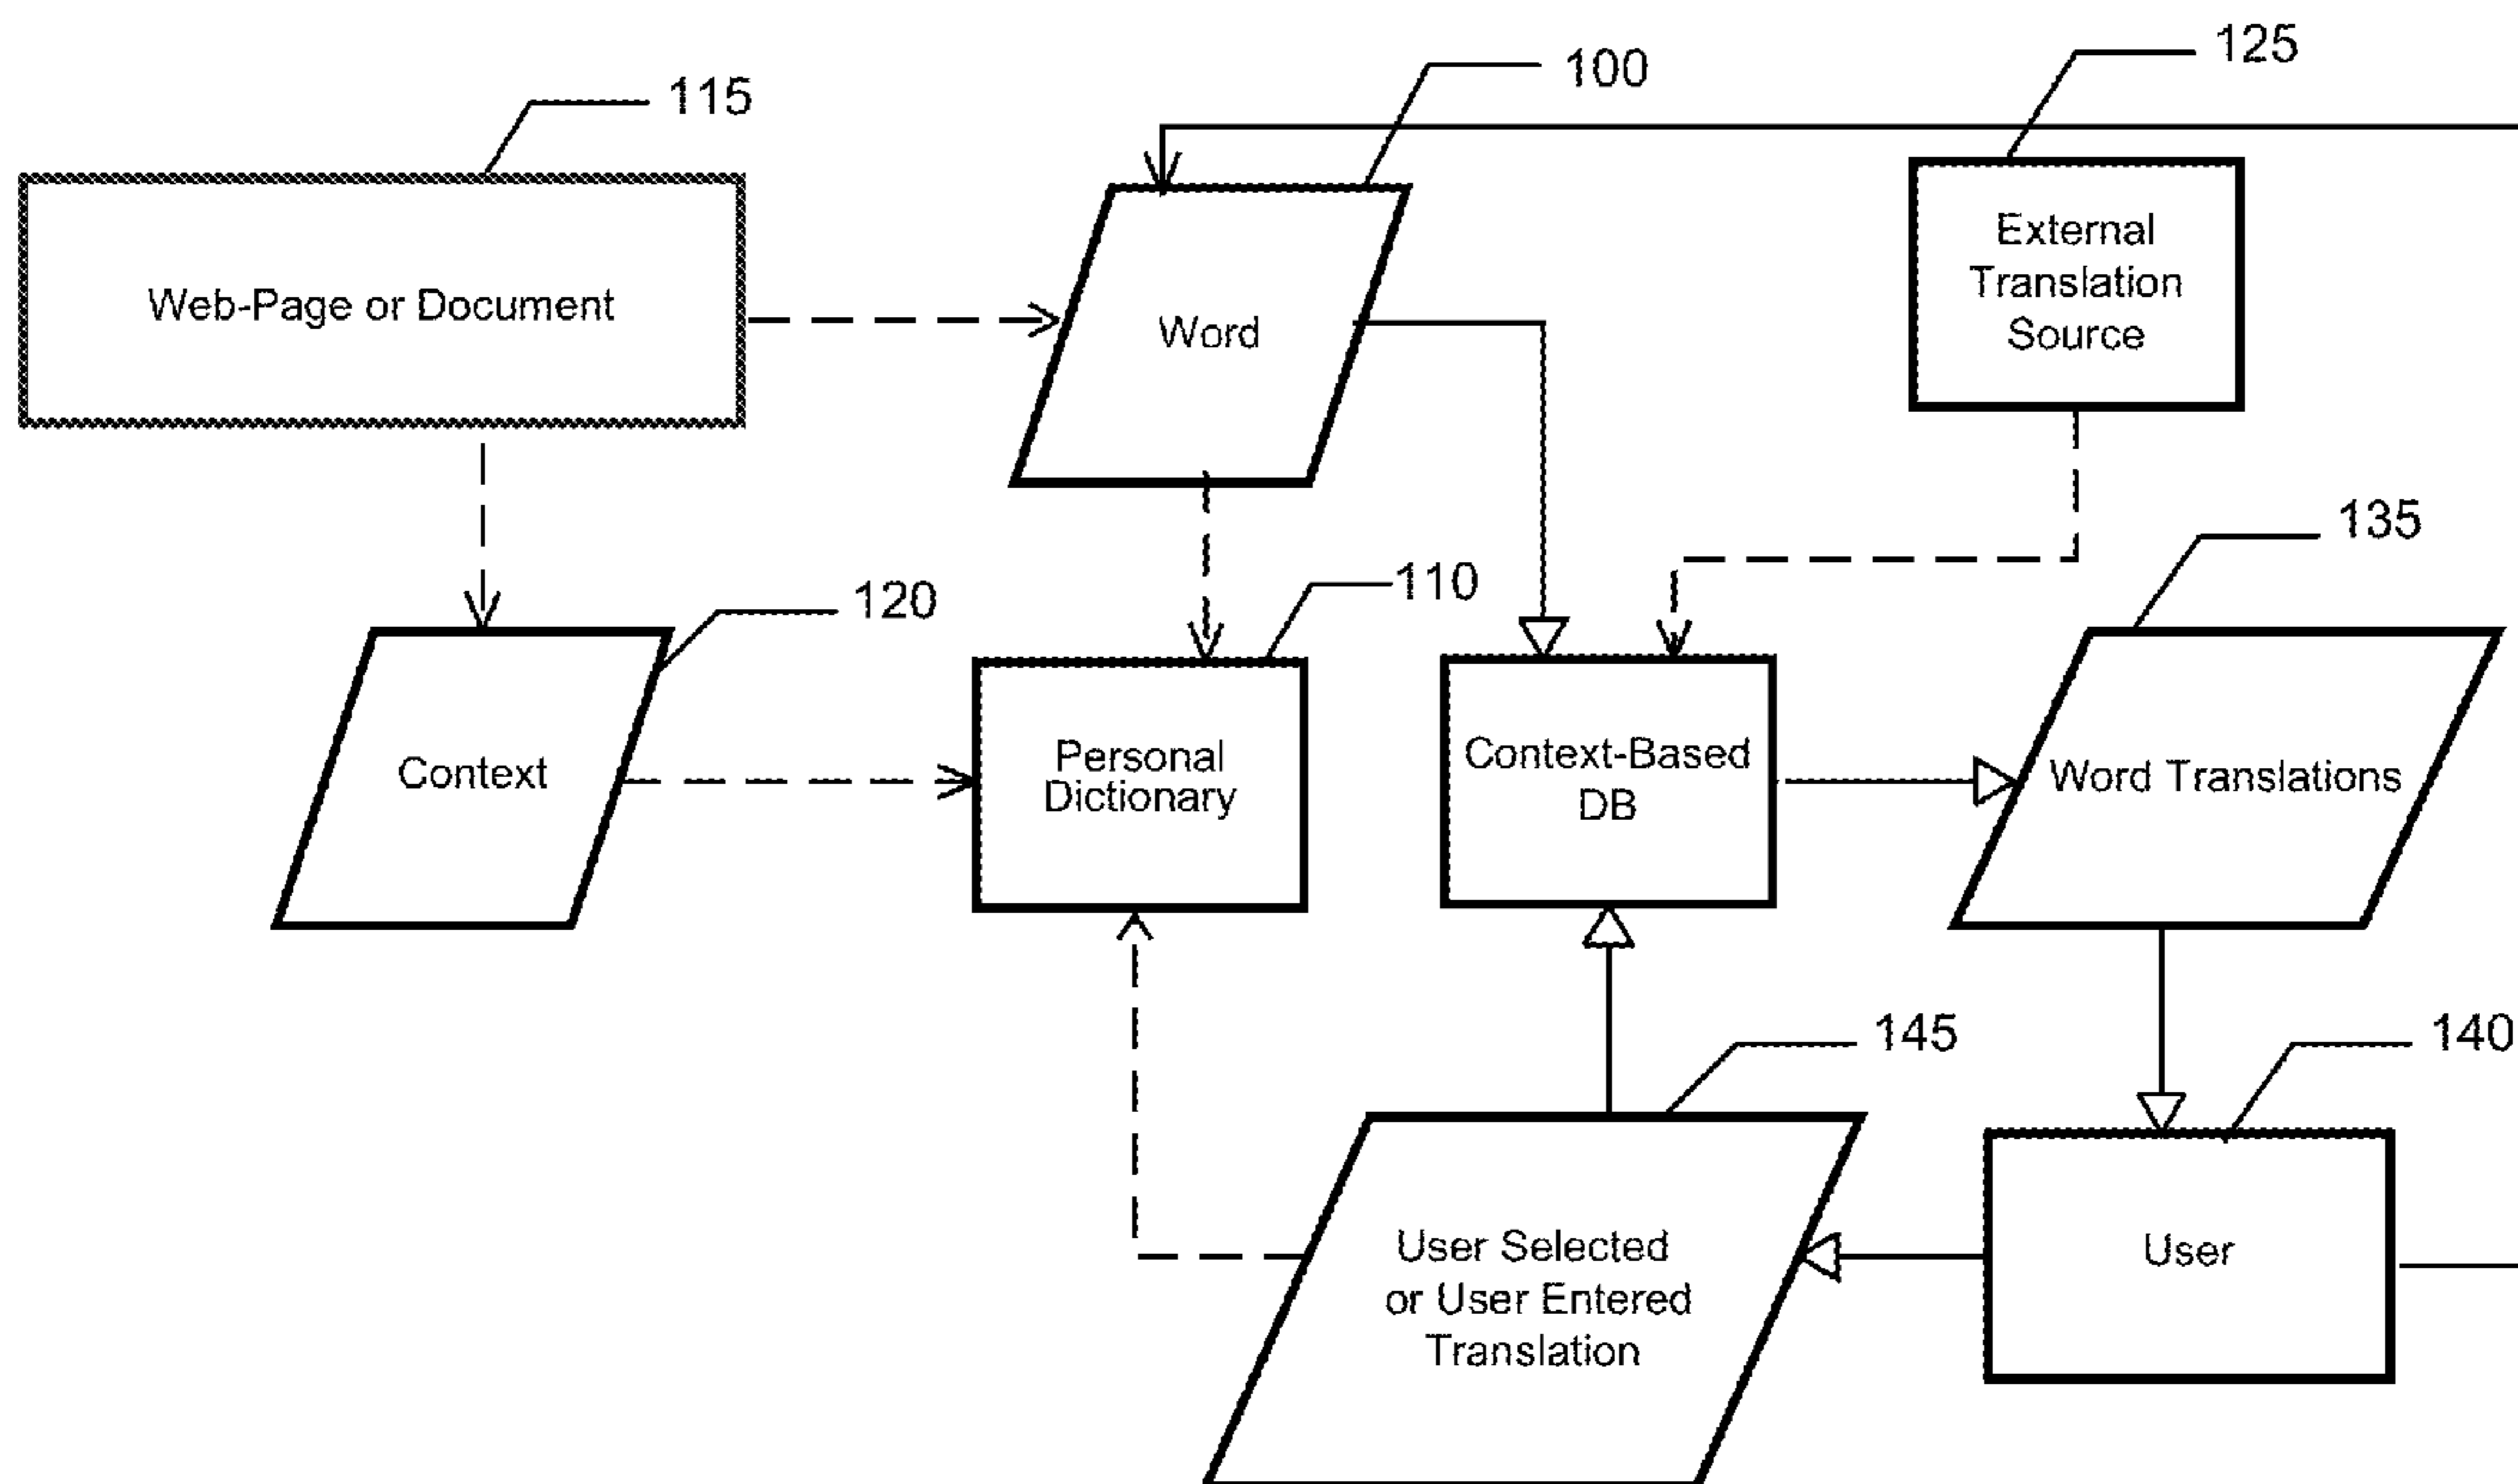 125
100
115
External
Translation
Source
Web-Page or Document
Word
135
110
120
Personal
Dictionary
Context-Based
DB
Context
Word Translations
145
140
User Selected
or User Entered
Translation
User